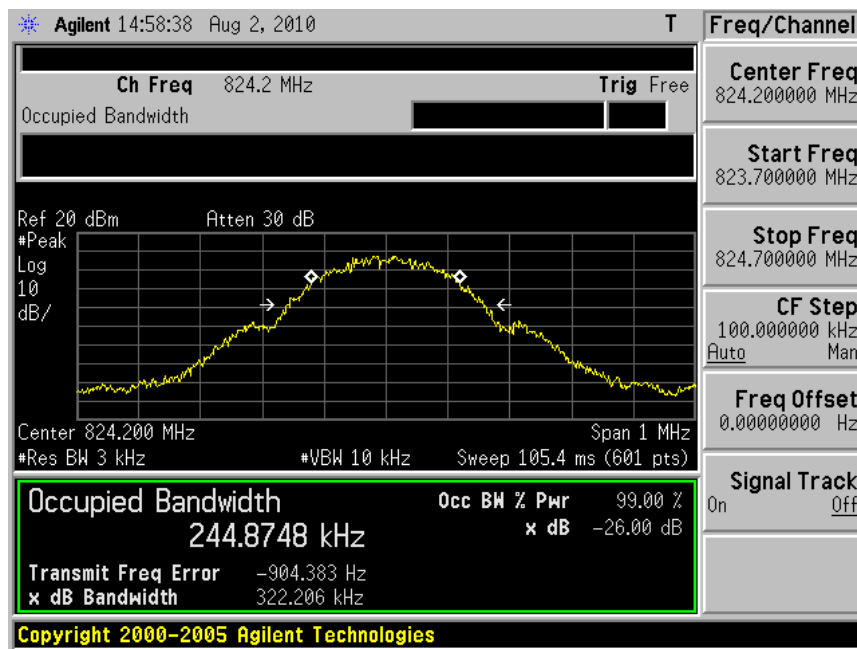 Agilent 14:58:38 Aug 2, 2010 T
Freq/Channel
Ch Freq 824.2 MHz Trig Free
Occupied Bandwidth
Center Freq
824.200000 MHz
Start Freq
823.700000 MHz
Stop Freq
824.700000 MHz
CF Step
100.000000 kHz
Auto Man
Freq Offset
0.00000000 Hz
Signal Track
On Off
Ref 20 dBm Atten 30 dB
#Peak
Log
10
dB/
Center 824.200 MHz Span 1 MHz
#Res BW 3 kHz #VBW 10 kHz Sweep 105.4 ms (601 pts)
Occupied Bandwidth Occ BW % Pwr 99.00 %
244.8748 kHz x dB -26.00 dB
Transmit Freq Error -904.383 Hz
x dB Bandwidth 322.206 kHz
Copyright 2000-2005 Agilent Technologies